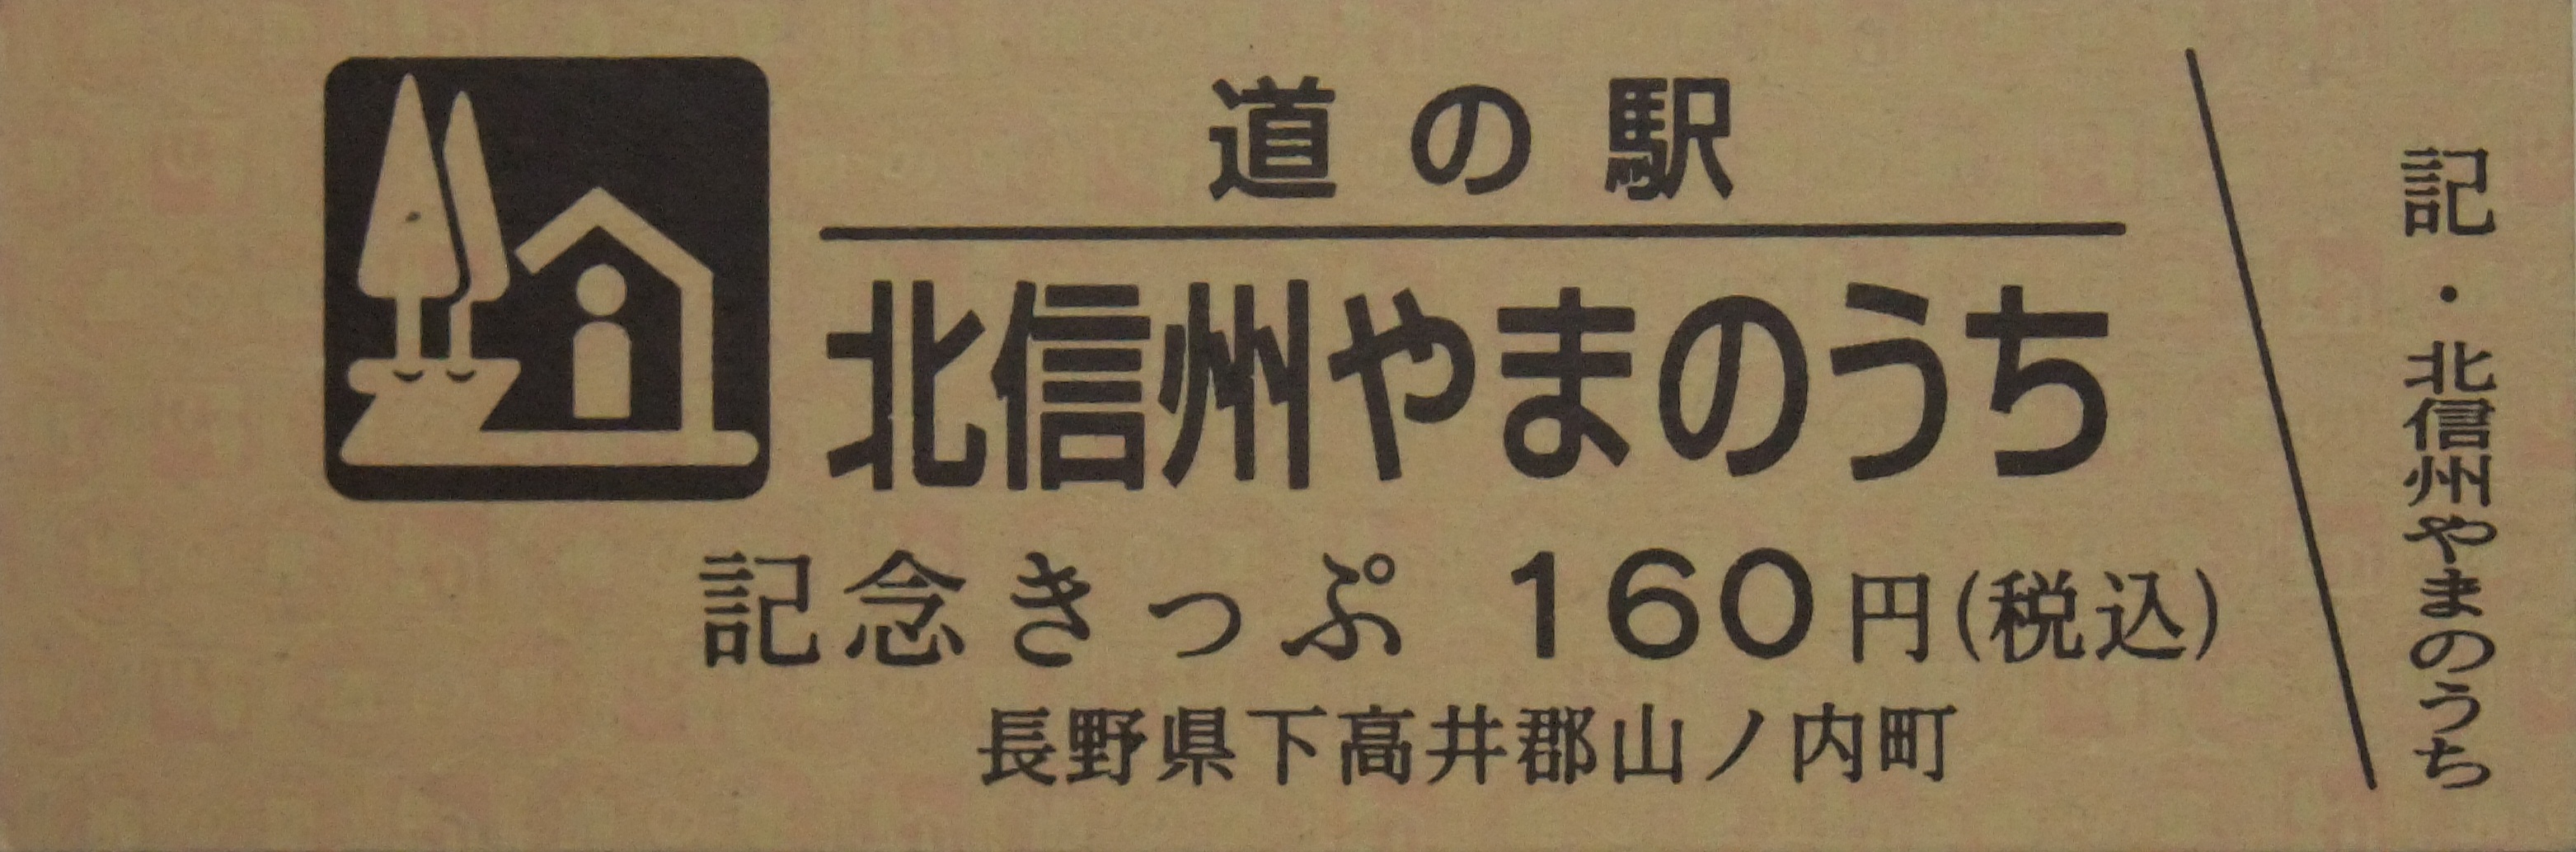 道の駅
北信州やまのうち
記念きっぷ 160円(税込)
長野県下高井郡山ノ内町
記・北信州やまのうち